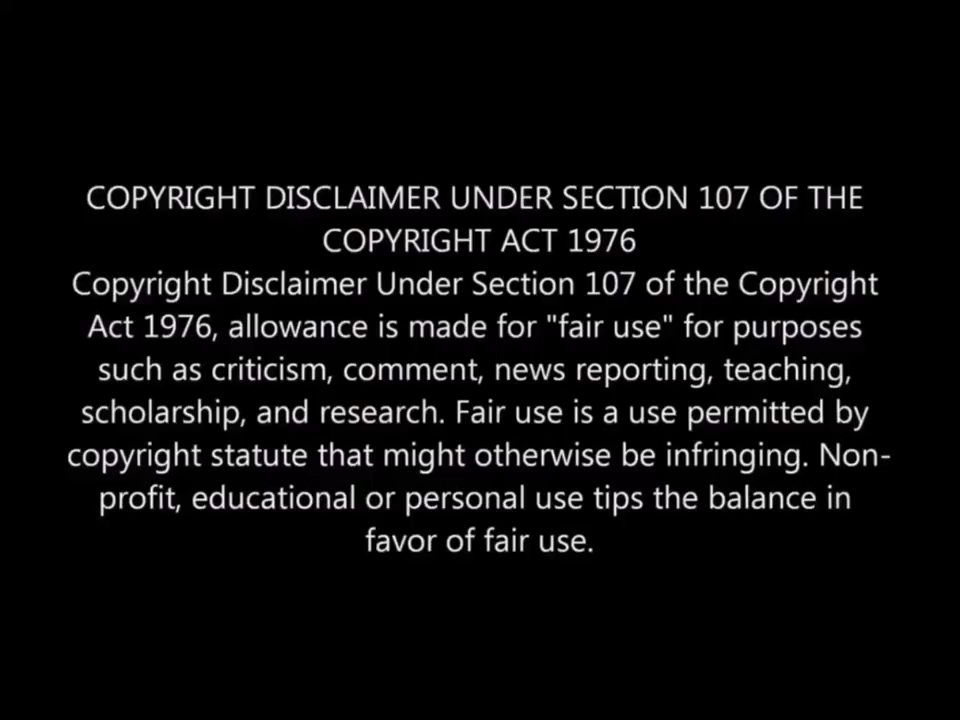 COPYRIGHT DISCLAIMER UNDER SECTION 107 OF THE
COPYRIGHT ACT 1976
Copyright Disclaimer Under Section 107 of the Copyright
Act 1976, allowance is made for "fair use" for purposes
such as criticism, comment, news reporting, teaching,
scholarship, and research. Fair use is a use permitted by
copyright statute that might otherwise be infringing. Non-
profit, educational or personal use tips the balance in
favor of fair use.